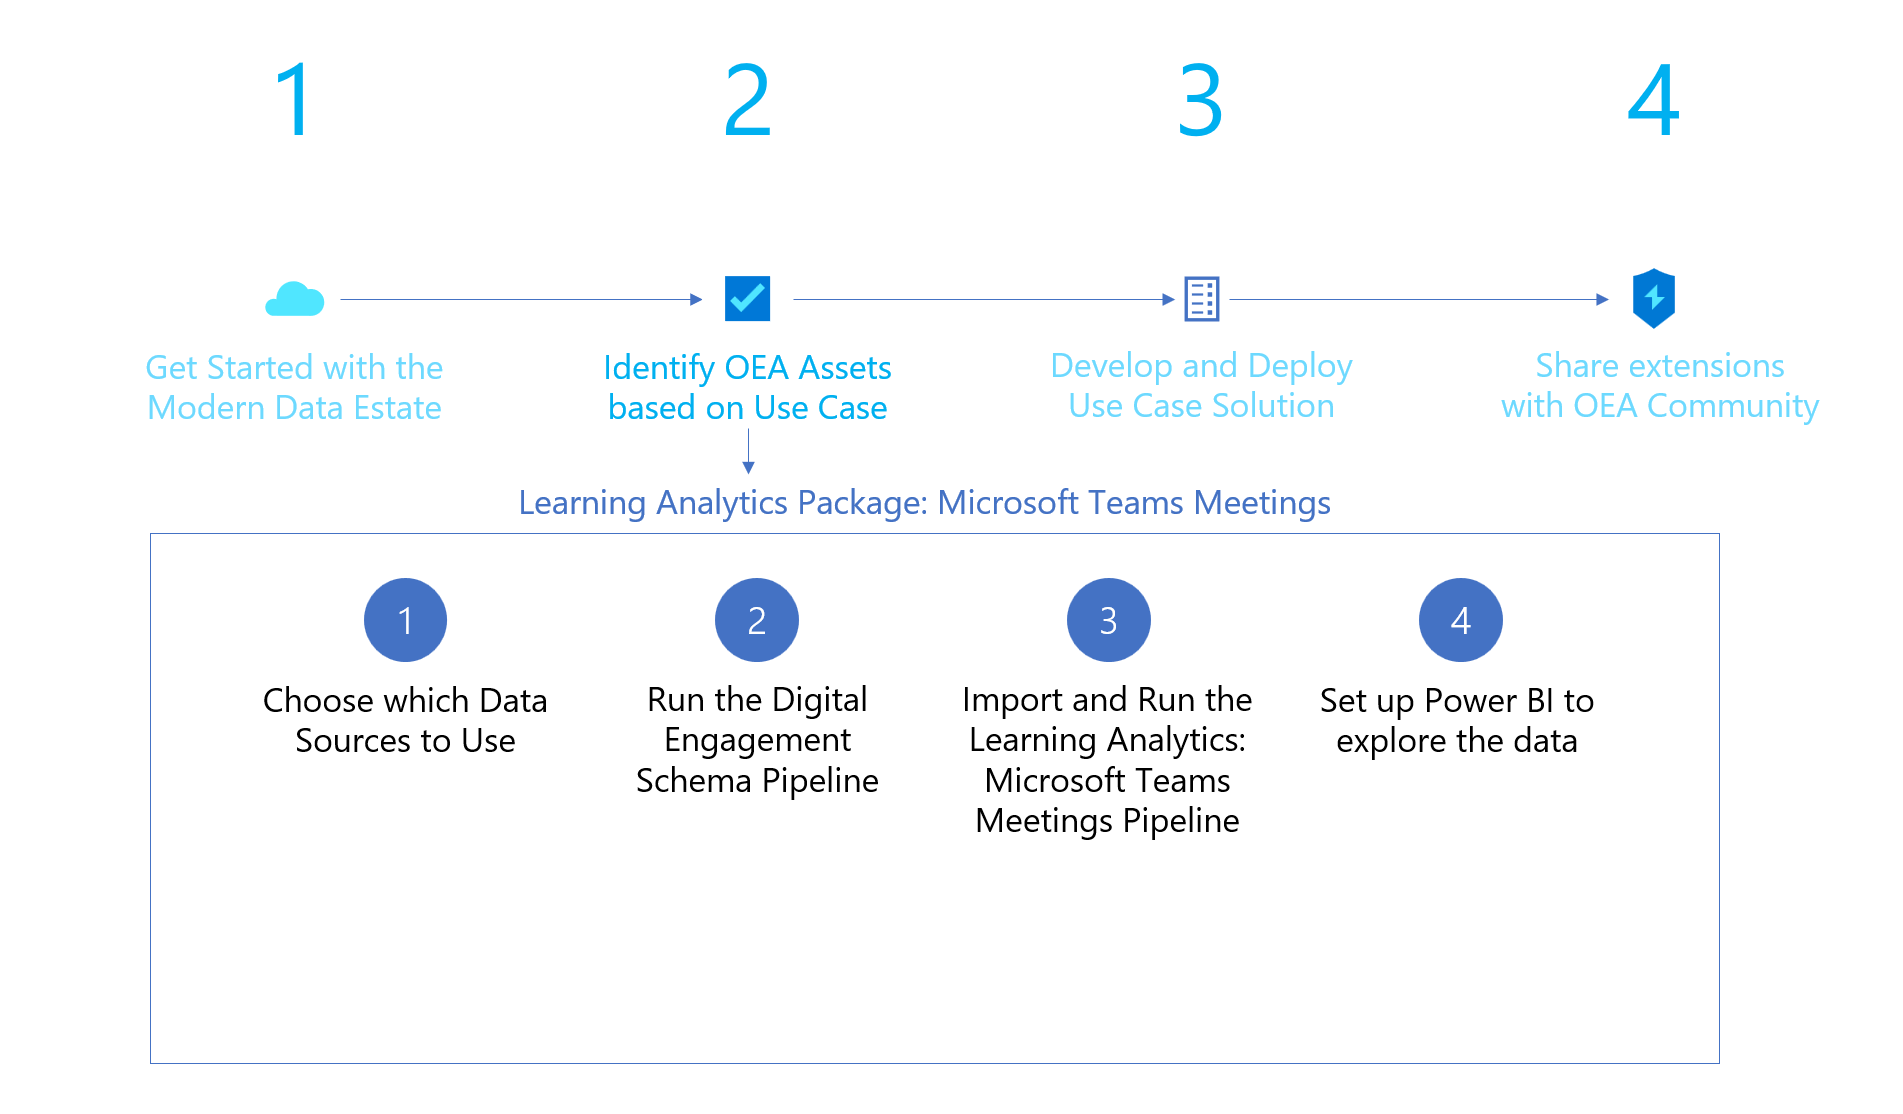 1
2
3
4
Get Started with the
Modern Data Estate
Identify OEA Assets
based on Use Case
Develop and Deploy
Use Case Solution
Share extensions
with OEA Community
Learning Analytics Package: Microsoft Teams Meetings
1
Choose which Data
Sources to Use
2
Run the Digital
Engagement
Schema Pipeline
3
Import and Run the
Learning Analytics:
Microsoft Teams
Meetings Pipeline
4
Set up Power BI to
explore the data